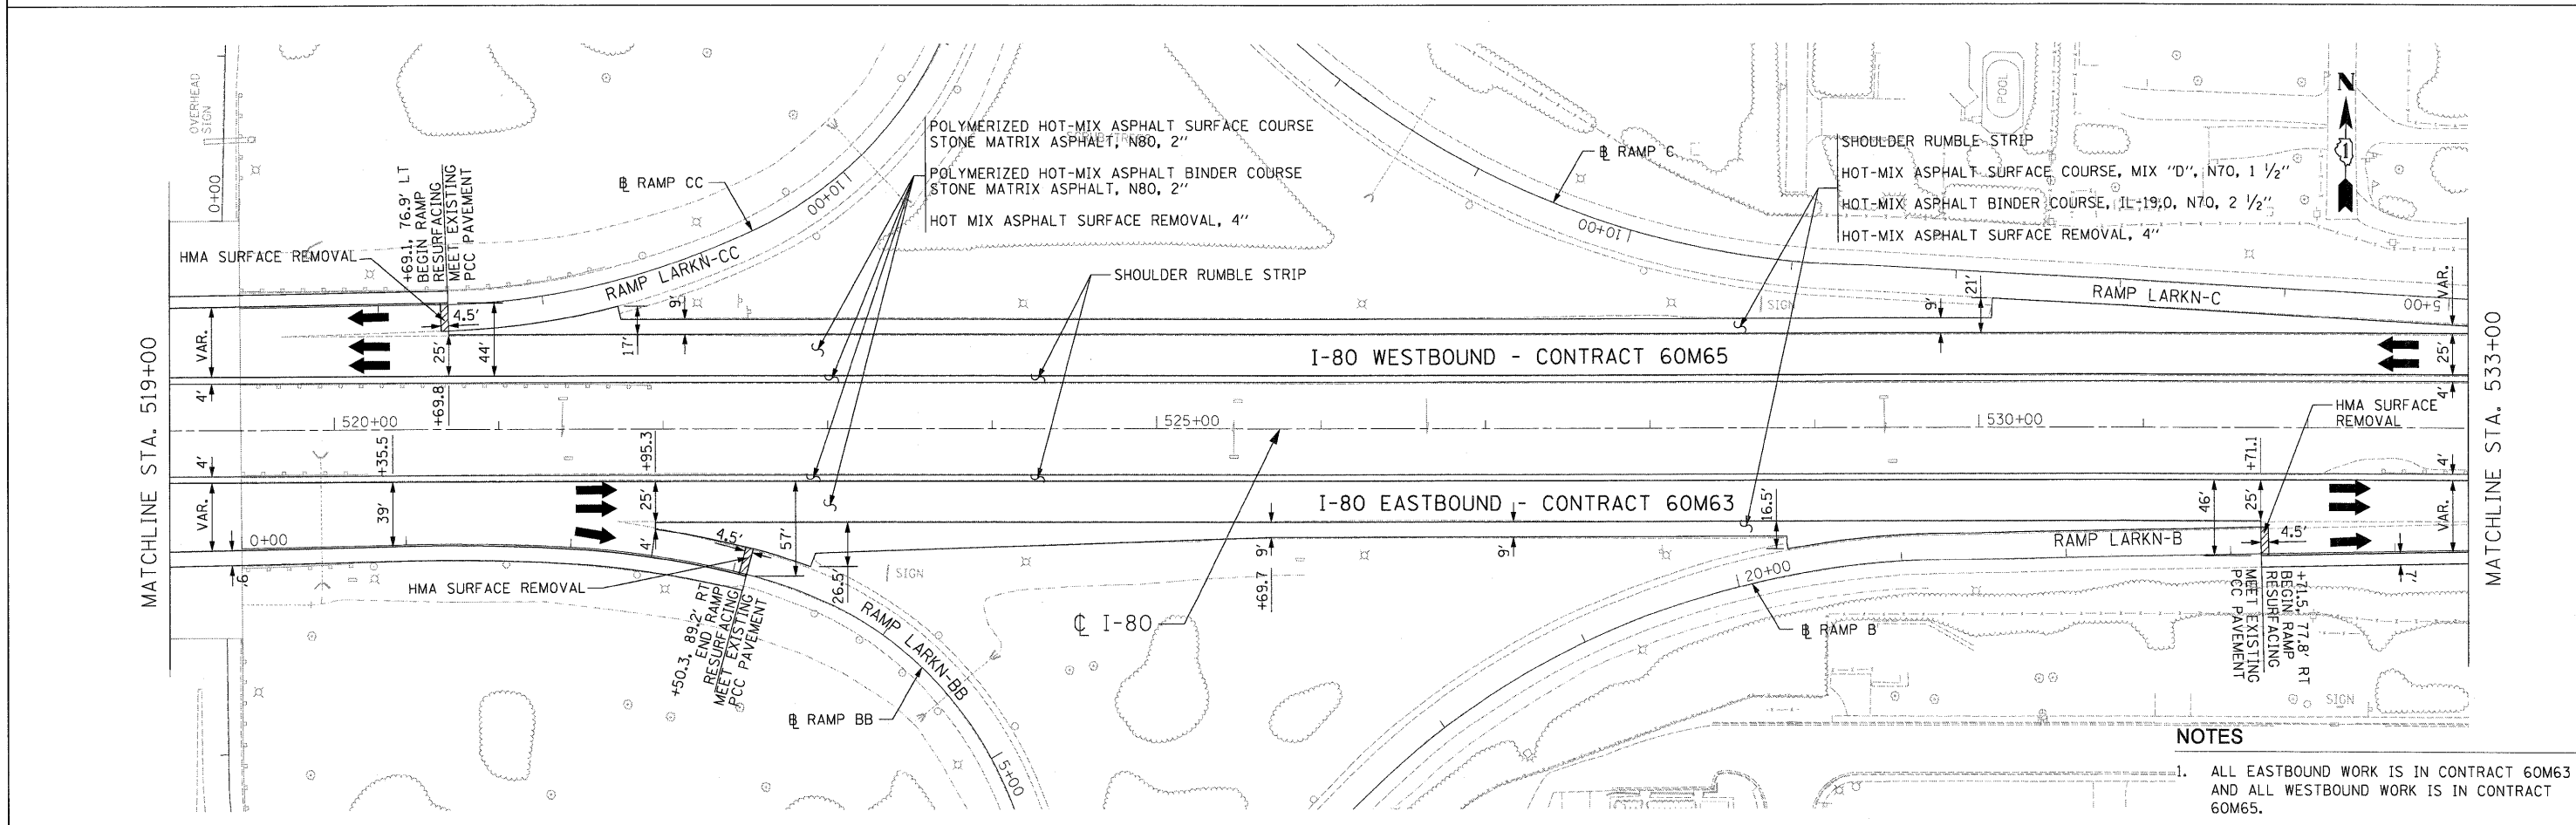 OVERHEAD
SIGN
0+00
+69.1, 76.9' LT
BEGIN RAMP
RESURFACING
MEET EXISTING
PCC PAVEMENT
HMA SURFACE REMOVAL
℄ RAMP CC
10+00
RAMP LARKN-CC
POLYMERIZED HOT-MIX ASPHALT SURFACE COURSE
STONE MATRIX ASPHALT, N80, 2"
POLYMERIZED HOT-MIX ASPHALT BINDER COURSE
STONE MATRIX ASPHALT, N80, 2"
HOT MIX ASPHALT SURFACE REMOVAL, 4"
SHOULDER RUMBLE STRIP
℄ RAMP C
10+00
POOL
SHOULDER RUMBLE STRIP
HOT-MIX ASPHALT SURFACE COURSE, MIX "D", N70, 1 ½"
HOT-MIX ASPHALT BINDER COURSE, IL-19.0, N70, 2 ½"
HOT-MIX ASPHALT SURFACE REMOVAL, 4"
N
1
SIGN
RAMP LARKN-C
5+00
VAR.
4.5'
9'
9'
21'
VAR.
25'
44'
17'
25'
I-80 WESTBOUND - CONTRACT 60M65
MATCHLINE STA. 519+00
MATCHLINE STA. 533+00
4'
+69.8
4'
520+00
525+00
530+00
HMA SURFACE
REMOVAL
4'
+35.5
+95.3
+71.1
4'
VAR.
39'
25'
I-80 EASTBOUND - CONTRACT 60M63
16.5'
46'
25'
VAR.
0+00
4'
4.5'
57'
9'
9'
RAMP LARKN-B
4.5'
9'
HMA SURFACE REMOVAL
26.5'
SIGN
+69.7
20+00
7'
+50.3, 89.2' RT
END RAMP
RESURFACING
MEET EXISTING
PCC PAVEMENT
RAMP LARKN-BB
℄ I-80
℄ RAMP B
+71.5, 77.8' RT
BEGIN RAMP
RESURFACING
MEET EXISTING
PCC PAVEMENT
SIGN
℄ RAMP BB
5+00
NOTES
1. ALL EASTBOUND WORK IS IN CONTRACT 60M63
AND ALL WESTBOUND WORK IS IN CONTRACT
60M65.